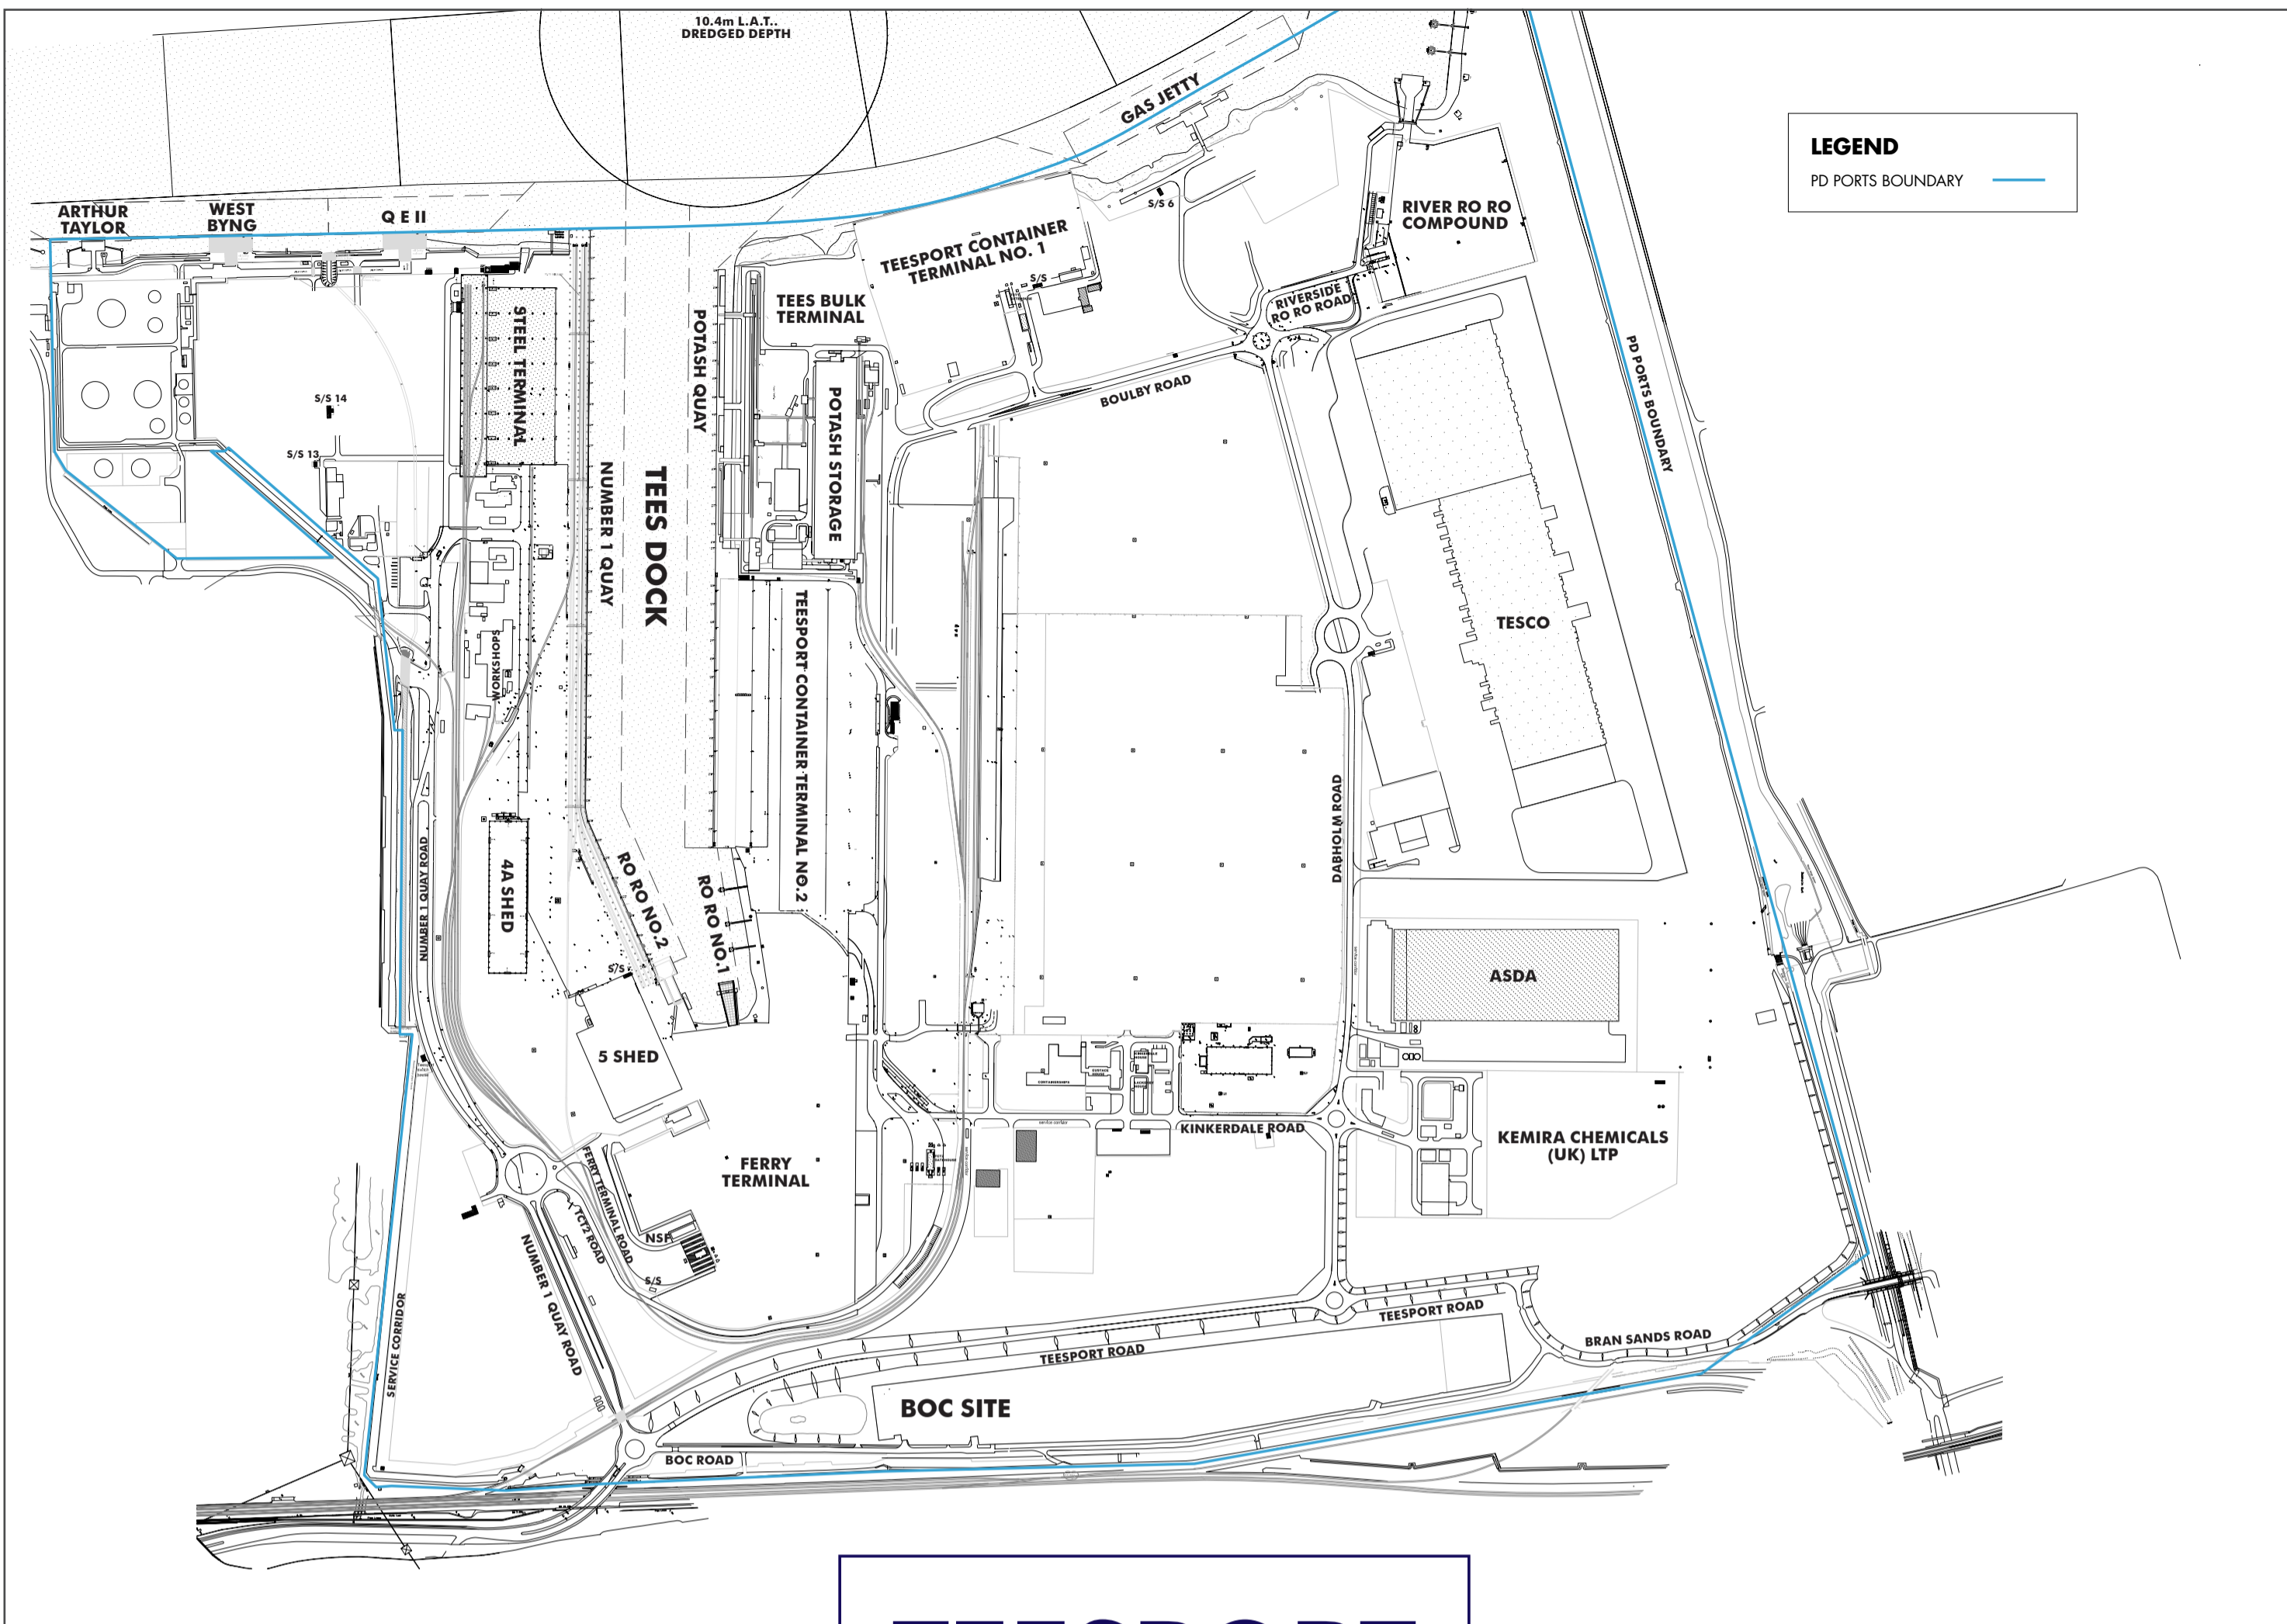 10.4m L.A.T..
DREDGED DEPTH
GAS JETTY
LEGEND
PD PORTS BOUNDARY
ARTHUR
TAYLOR
WEST
BYNG
Q E II
S/S 6
RIVER RO RO
COMPOUND
TEESPORT CONTAINER
TERMINAL NO. 1
S/S
TEES BULK
TERMINAL
RIVERSIDE
RO RO ROAD
STEEL TERMINAL
POTASH QUAY
POTASH STORAGE
BOULBY ROAD
PD PORTS BOUNDARY
S/S 14
S/S 13
NUMBER 1 QUAY
TEES DOCK
TEESPORT CONTAINER TERMINAL NO.2
TESCO
WORKSHOPS
NUMBER 1 QUAY ROAD
4A SHED
RO RO NO.2
RO RO NO.1
DABHOLM ROAD
S/S
ASDA
5 SHED
KINKERDALE ROAD
KEMIRA CHEMICALS
(UK) LTP
FERRY
TERMINAL
FERRY TERMINAL ROAD
TCT2 ROAD
NSF
S/S
NUMBER 1 QUAY ROAD
SERVICE CORRIDOR
TEESPORT ROAD
BRAN SANDS ROAD
TEESPORT ROAD
BOC SITE
BOC ROAD
TEESPORT